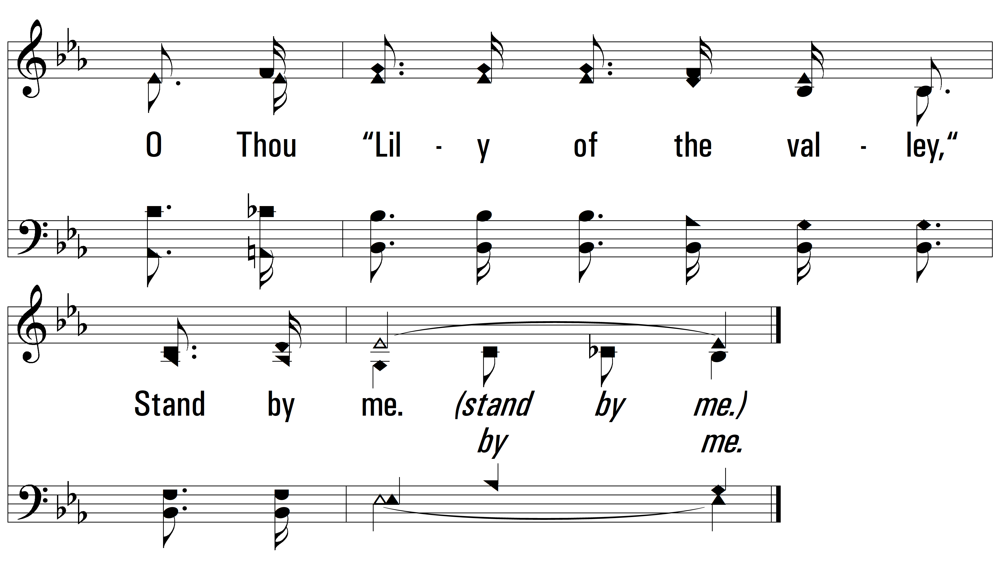 O Thou “Lil - y of the val - ley,“
Stand by me. (stand by me.)
by me.